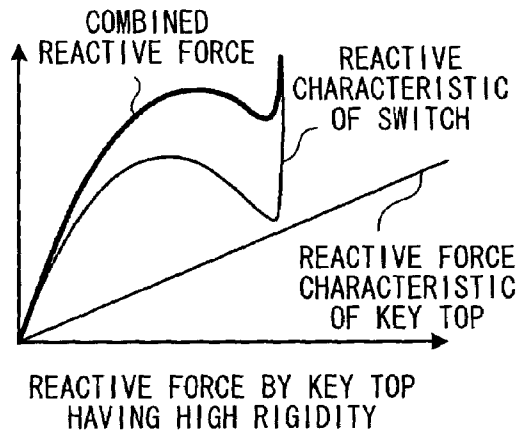 COMBINED
REACTIVE FORCE
REACTIVE
CHARACTERISTIC
OF SWITCH
REACTIVE FORCE
CHARACTERISTIC
OF KEY TOP
REACTIVE FORCE BY KEY TOP
HAVING HIGH RIGIDITY